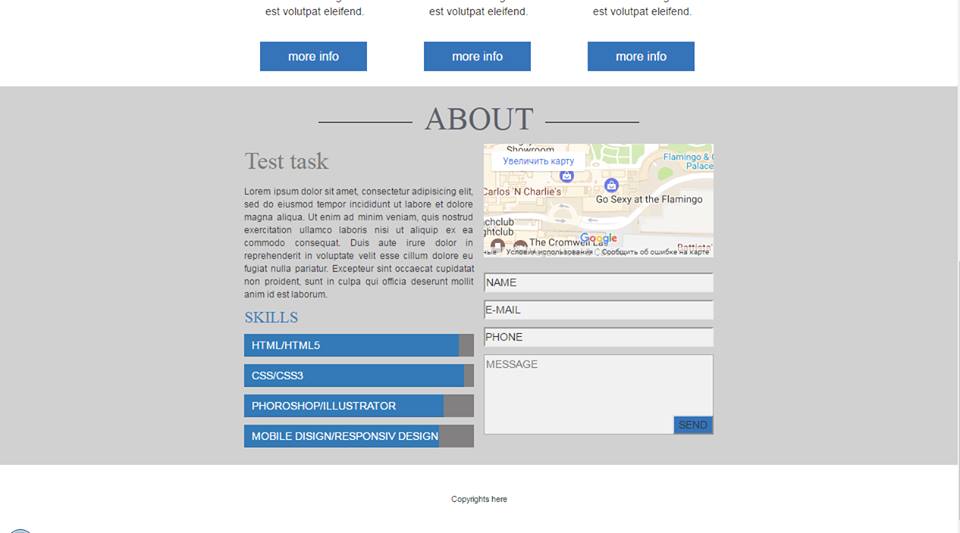 est volutpat eleifend.
est volutpat eleifend.
est volutpat eleifend.
more info
more info
more info
ABOUT
Test task
Lorem ipsum dolor sit amet, consectetur adipisicing elit,
sed do eiusmod tempor incididunt ut labore et dolore
magna aliqua. Ut enim ad minim veniam, quis nostrud
exercitation ullamco laboris nisi ut aliquip ex ea
commodo consequat. Duis aute irure dolor in
reprehenderit in voluptate velit esse cillum dolore eu
fugiat nulla pariatur. Excepteur sint occaecat cupidatat
non proident, sunt in culpa qui officia deserunt mollit
anim id est laborum.
SKILLS
HTML/HTML5
CSS/CSS3
PHOROSHOP/ILLUSTRATOR
MOBILE DISIGN/RESPONSIV DESIGN
Showroom
Увеличить карту
Flamingo &
Palace
Carlos 'N Charlie's
Go Sexy at the Flamingo
Google
The Cromwell
Условия использования
Сообщить об ошибке на карте
NAME
E-MAIL
PHONE
MESSAGE
SEND
Copyrights here